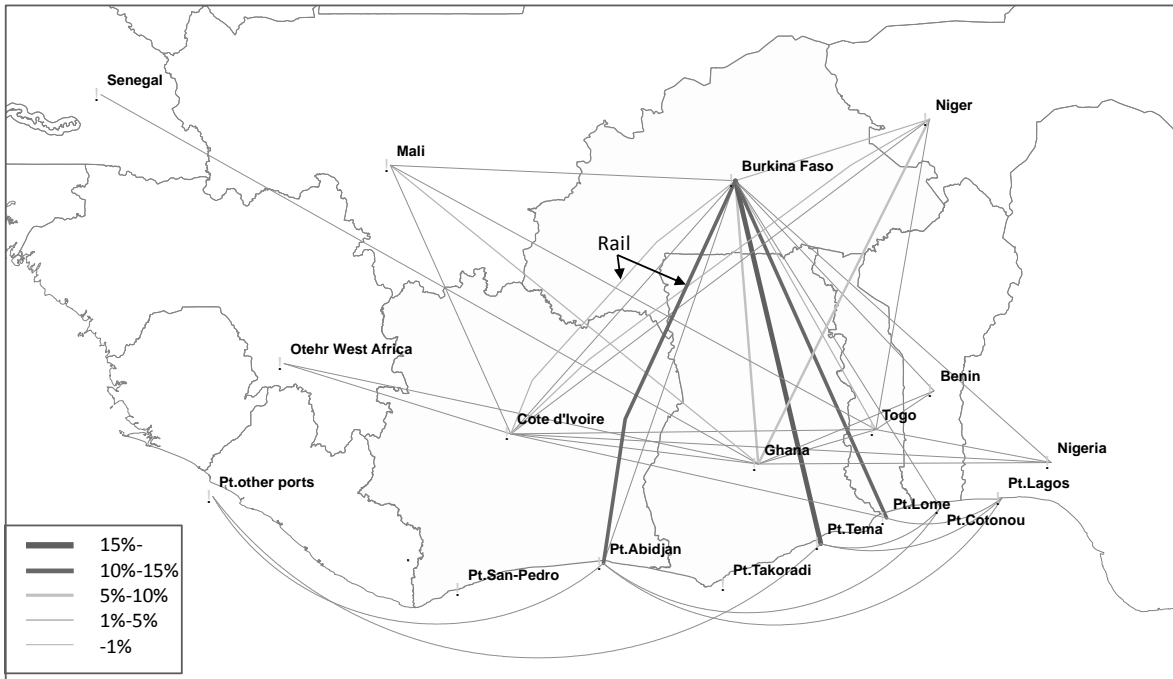 Senegal
Niger
Mali
Burkina Faso
Rail
Otehr West Africa
Benin
Cote d'Ivoire
Togo
Ghana
Nigeria
Pt.other ports
Pt.Lagos
Pt.Lome
Pt.Cotonou
Pt.Tema
Pt.Abidjan
Pt.San-Pedro
Pt.Takoradi
15%-
10%-15%
5%-10%
1%-5%
-1%